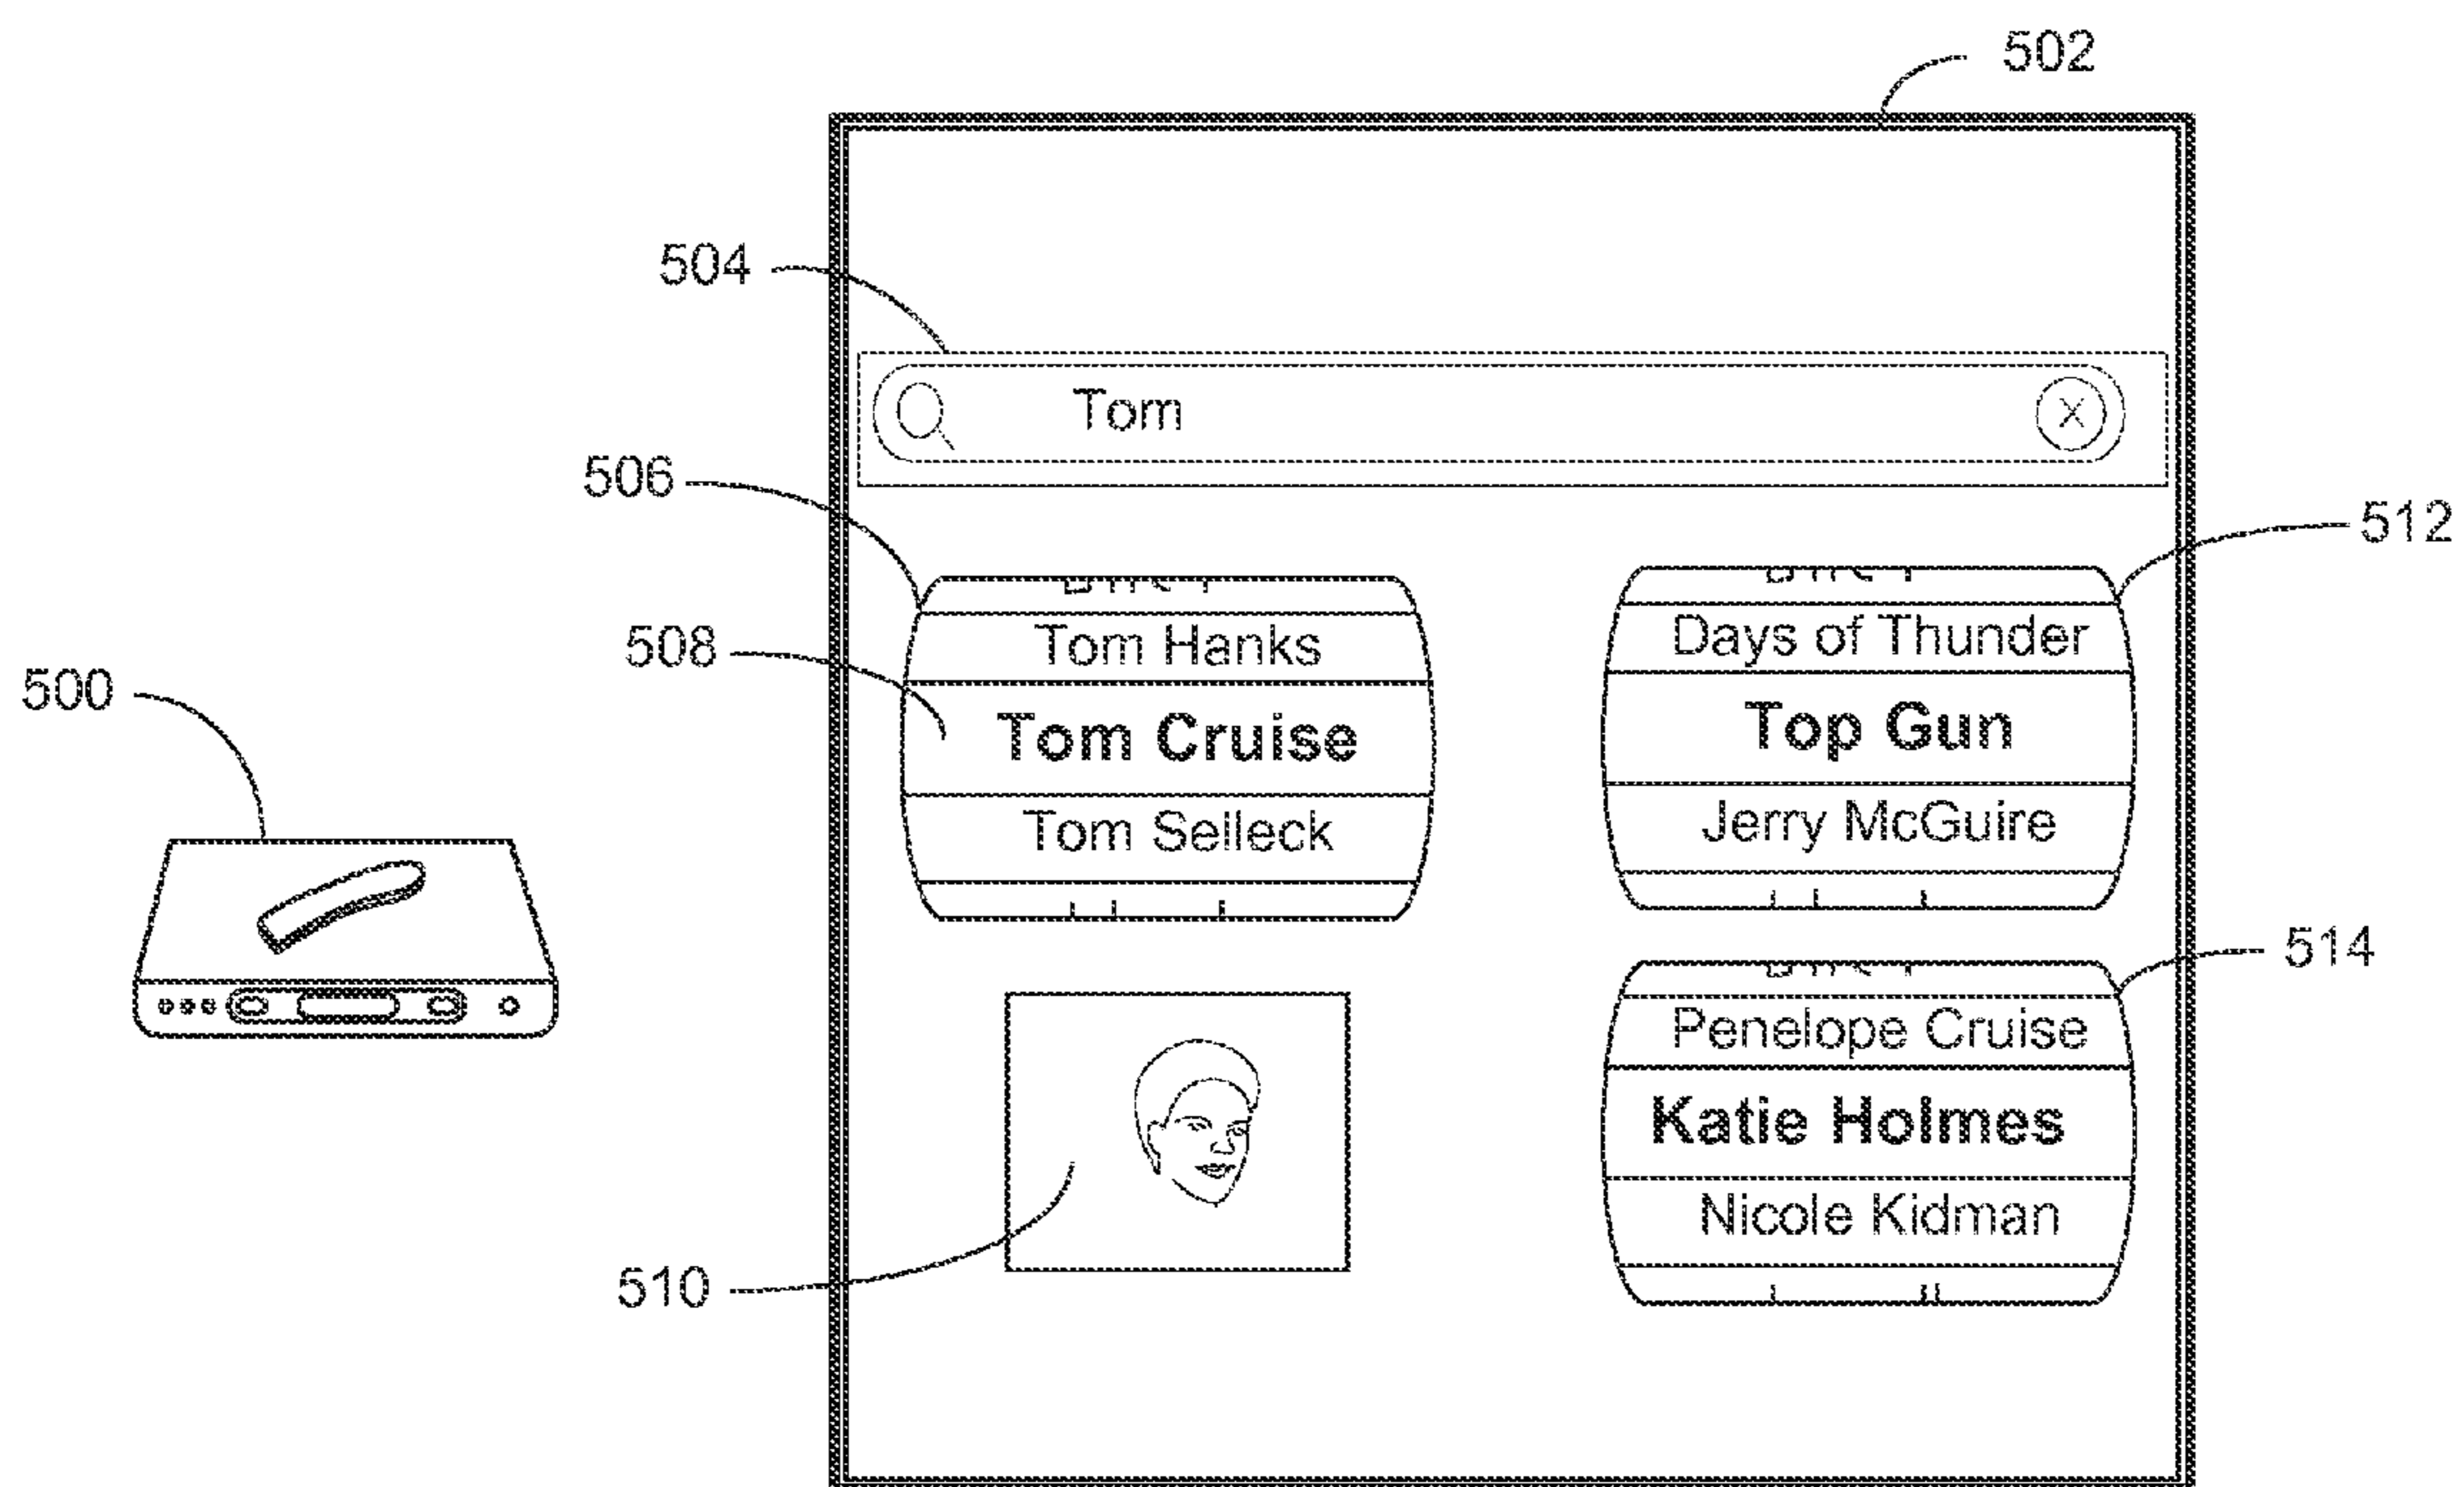 502
504
Tom
X
506
512
Tom Hanks
Days of Thunder
508
Tom Cruise
Top Gun
500
Tom Selleck
Jerry McGuire
514
Penelope Cruise
Katie Holmes
Nicole Kidman
510